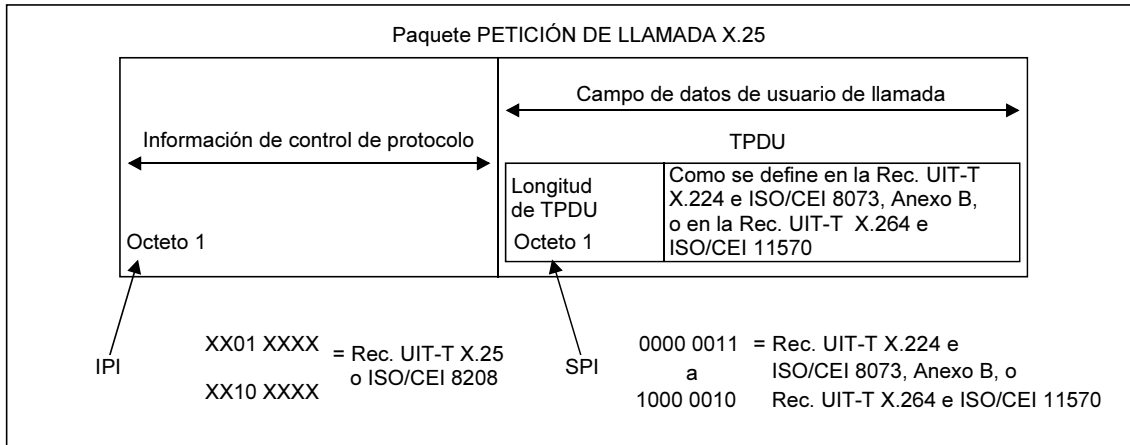 Paquete PETICIÓN DE LLAMADA X.25
Campo de datos de usuario de llamada
Información de control de protocolo
TPDU
Longitud
de TPDU
Octeto 1
Como se define en la Rec. UIT-T
X.224 e ISO/CEI 8073, Anexo B,
o en la Rec. UIT-T X.264 e
ISO/CEI 11570
Octeto 1
IPI
XX01 XXXX
XX10 XXXX
= Rec. UIT-T X.25
o ISO/CEI 8208
SPI
0000 0011 = Rec. UIT-T X.224 e
a ISO/CEI 8073, Anexo B, o
1000 0010 Rec. UIT-T X.264 e ISO/CEI 11570